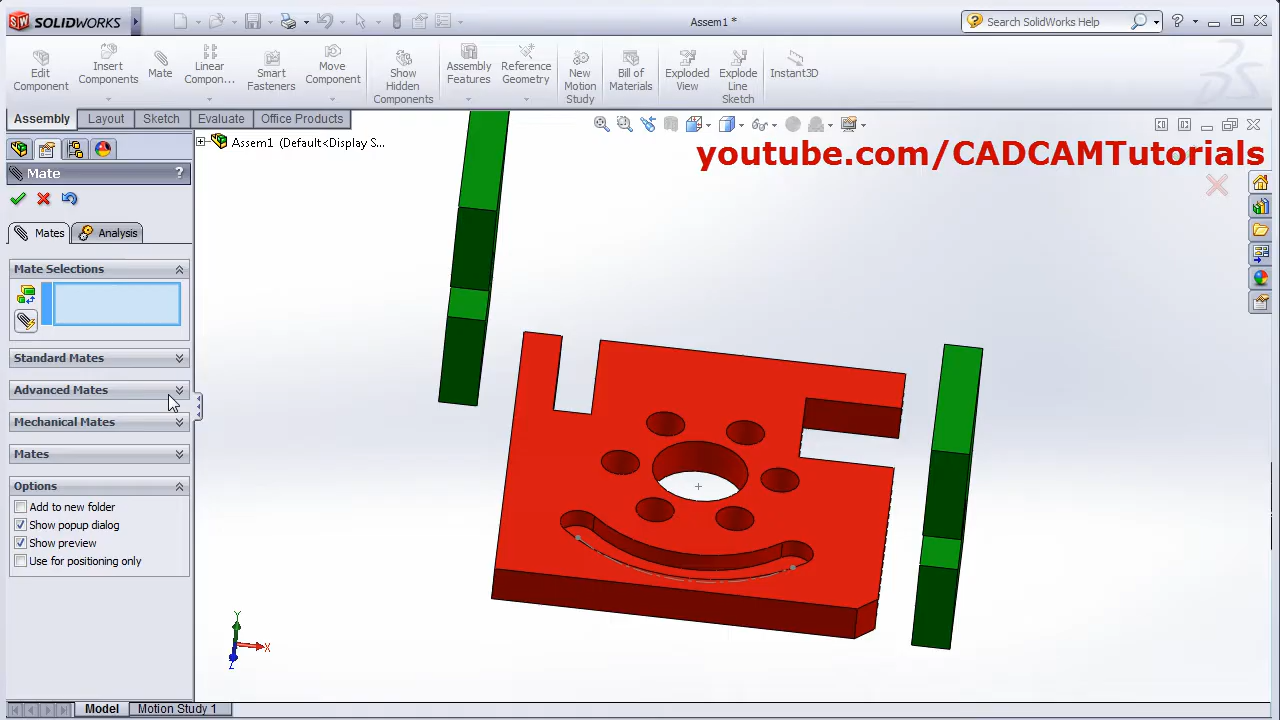 SOLIDWORKS
Assem1 *
Search SolidWorks Help
?
Edit Component
Insert Components
Mate
Linear Compon...
Smart Fasteners
Move Component
Show Hidden Components
Assembly Features
Reference Geometry
New Motion Study
Bill of Materials
Exploded View
Explode Line Sketch
Instant3D
Assembly
Layout
Sketch
Evaluate
Office Products
Assem1 (Default<Display S...
youtube.com/CADCAMTutorials
Mate
?
Mates
Analysis
Mate Selections
Standard Mates
Advanced Mates
Mechanical Mates
Mates
Options
Add to new folder
Show popup dialog
Show preview
Use for positioning only
Y
X
Z
Model
Motion Study 1